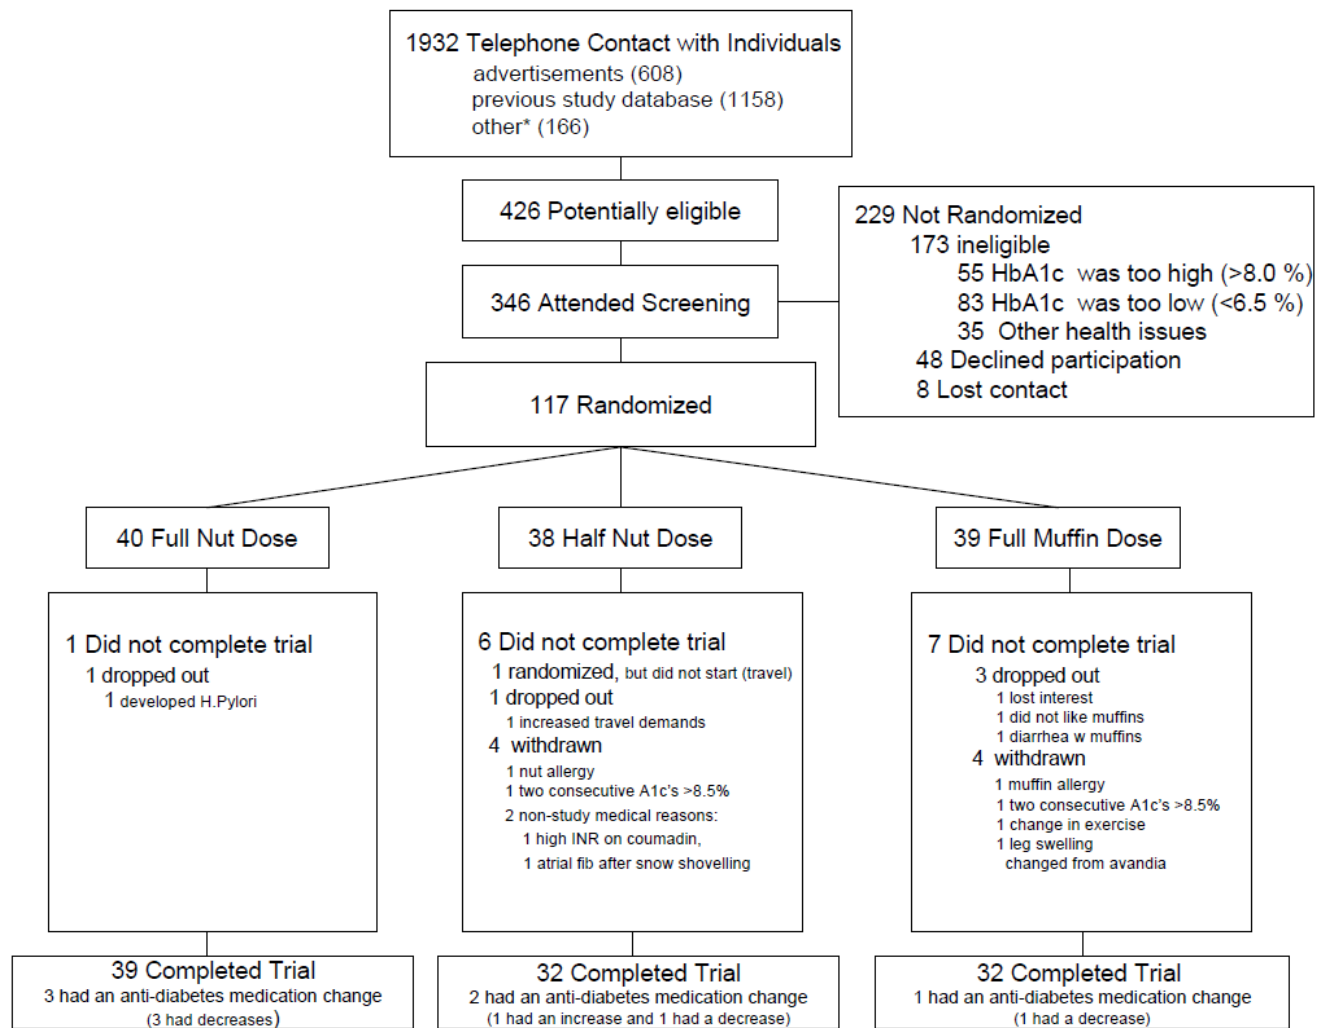 1932 Telephone Contact with Individuals
advertisements (608)
previous study database (1158)
other* (166)
426 Potentially eligible
346 Attended Screening
229 Not Randomized
173 ineligible
55 HbA1c was too high (>8.0 %)
83 HbA1c was too low (<6.5 %)
35 Other health issues
48 Declined participation
8 Lost contact
117 Randomized
40 Full Nut Dose
1 Did not complete trial
1 dropped out
1 developed H.Pylori
39 Completed Trial
3 had an anti-diabetes medication change
(3 had decreases)
38 Half Nut Dose
6 Did not complete trial
1 randomized, but did not start (travel)
1 dropped out
1 increased travel demands
4 withdrawn
1 nut allergy
1 two consecutive A1c's >8.5%
2 non-study medical reasons:
1 high INR on coumadin,
1 atrial fib after snow shovelling
32 Completed Trial
2 had an anti-diabetes medication change
(1 had an increase and 1 had a decrease)
39 Full Muffin Dose
7 Did not complete trial
3 dropped out
1 lost interest
1 did not like muffins
1 diarrhea w muffins
4 withdrawn
1 muffin allergy
1 two consecutive A1c's >8.5%
1 change in exercise
1 leg swelling
changed from avandia
32 Completed Trial
1 had an anti-diabetes medication change
(1 had a decrease)